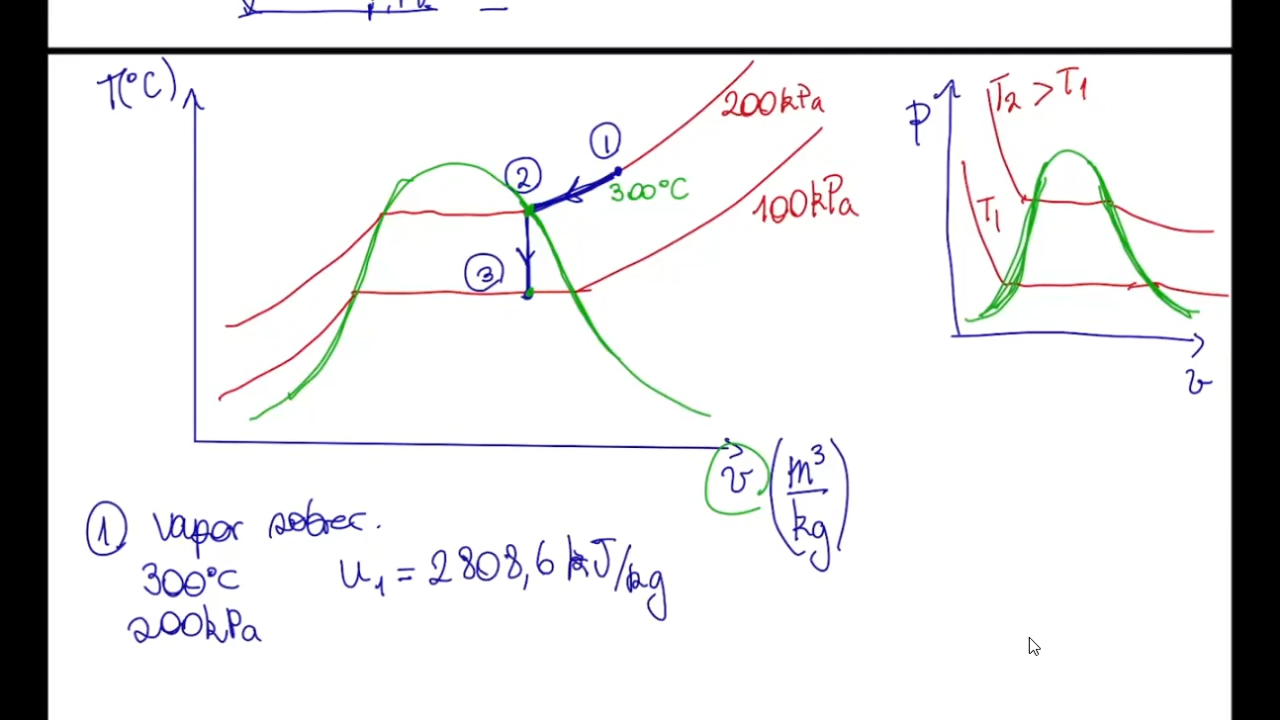 T(°C)
200kPa
①
②
300°C
100kPa
③
v (m³/kg)
P
T₂ > T₁
T₁
v
① vapor sobrec.
300°C
200kPa
u₁ = 2808,6 kJ/kg